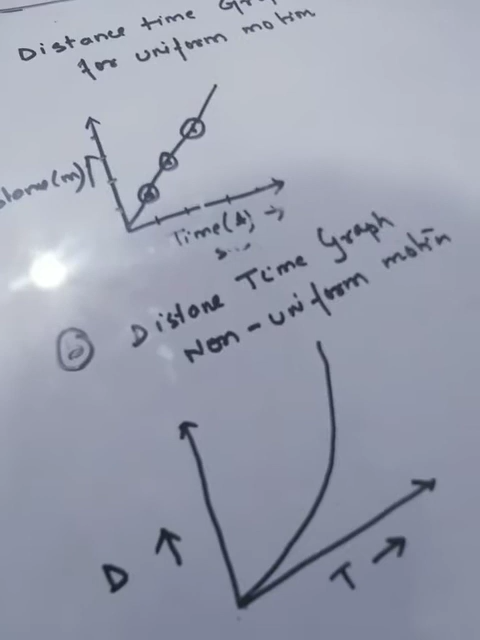 Distance time
for uniform motion
(m)
Time(s) →
b Distone Time Graph
Non-uniform motion
D ↑
T →